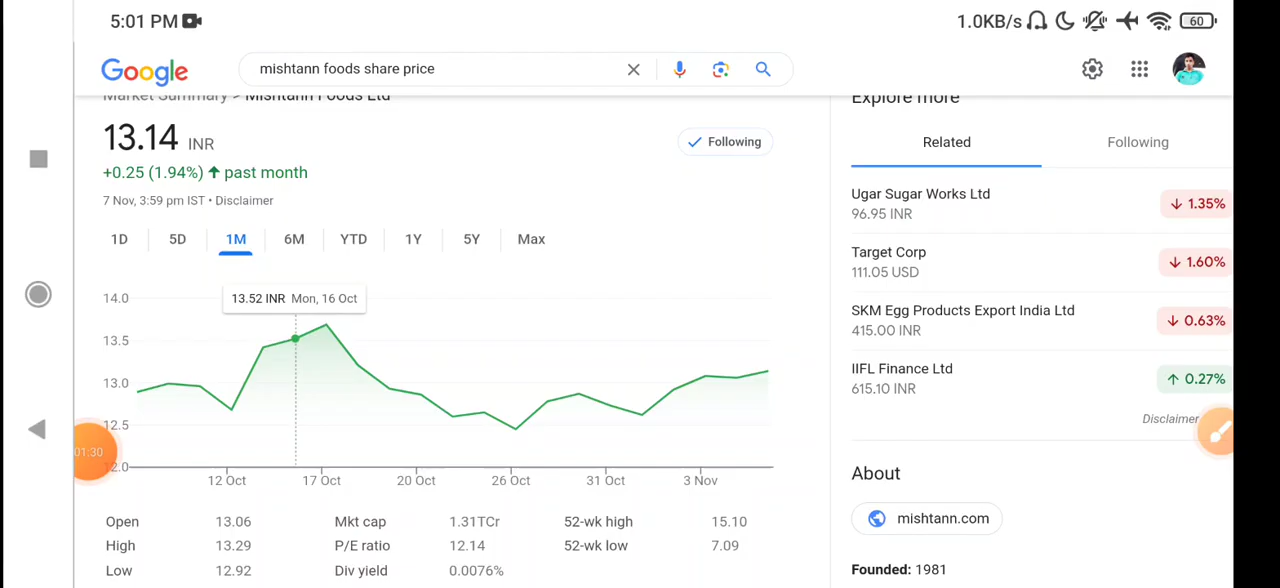 5:01 PM
1.0KB/s
60
Google
mishtann foods share price
Market Summary > Mishtann Foods Ltd
13.14 INR
Following
+0.25 (1.94%) ↑ past month
7 Nov, 3:59 pm IST • Disclaimer
1D 5D 1M 6M YTD 1Y 5Y Max
13.52 INR Mon, 16 Oct
14.0
13.5
13.0
12.5
12.0
12 Oct 17 Oct 20 Oct 26 Oct 31 Oct 3 Nov
01:30
Open 13.06 Mkt cap 1.31TCr 52-wk high 15.10
High 13.29 P/E ratio 12.14 52-wk low 7.09
Low 12.92 Div yield 0.0076%
Explore more
Related Following
Ugar Sugar Works Ltd
96.95 INR
↓ 1.35%
Target Corp
111.05 USD
↓ 1.60%
SKM Egg Products Export India Ltd
415.00 INR
↓ 0.63%
IIFL Finance Ltd
615.10 INR
↑ 0.27%
Disclaimer
About
mishtann.com
Founded: 1981